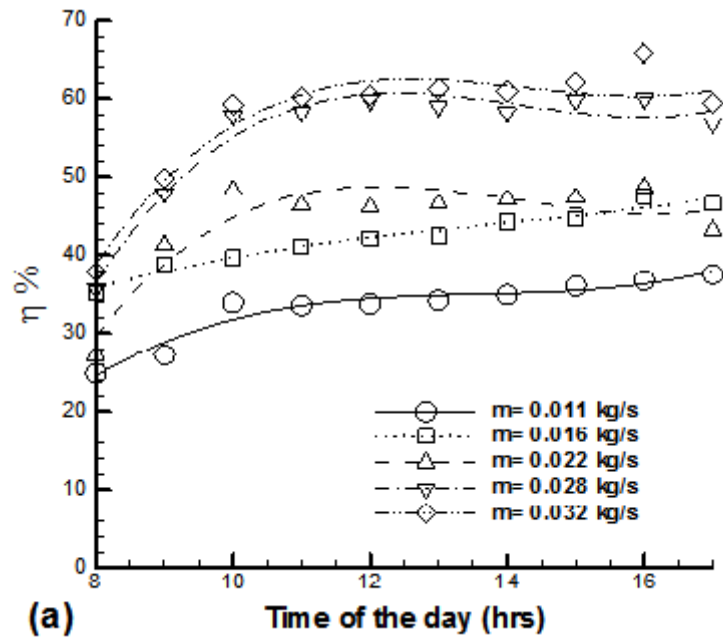 70
60
50
40
30
20
10
0
η %
m= 0.011 kg/s
m= 0.016 kg/s
m= 0.022 kg/s
m= 0.028 kg/s
m= 0.032 kg/s
8 10 12 14 16
(a) Time of the day (hrs)